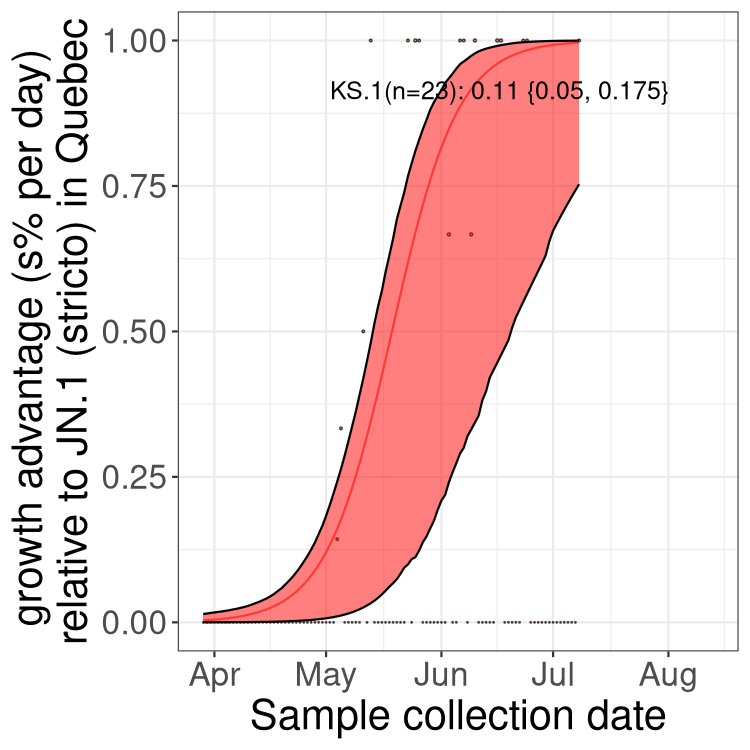 growth advantage (s% per day)
relative to JN.1 (stricto) in Quebec
1.00
0.75
0.50
0.25
0.00
KS.1(n=23): 0.11 {0.05, 0.175}
Apr May Jun Jul Aug
Sample collection date